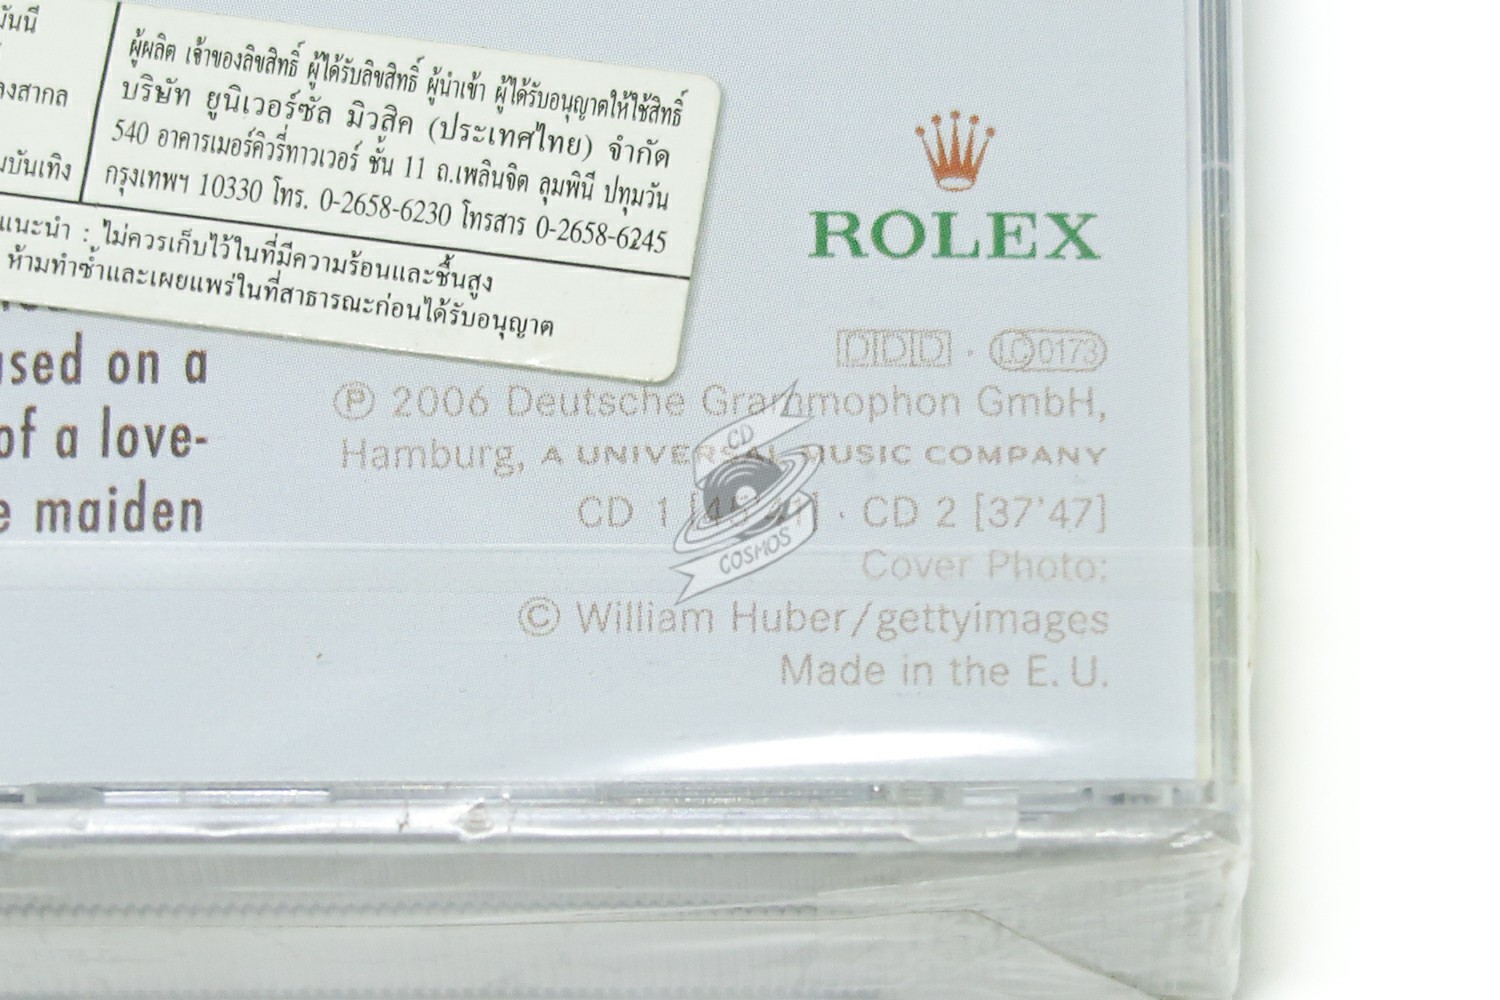 ผู้ผลิต เจ้าของลิขสิทธิ์ ผู้ได้รับลิขสิทธิ์ ผู้นำเข้า ผู้ได้รับอนุญาตให้ใช้สิทธิ์
บริษัท ยูนิเวอร์ซัล มิวสิค (ประเทศไทย) จำกัด
งสากล
540 อาคารเมอร์คิวรี่ทาวเวอร์ ชั้น 11 ถ.เพลินจิต ลุมพินี ปทุมวัน
บันเทิง
กรุงเทพฯ 10330 โทร. 0-2658-6230 โทรสาร 0-2658-6245
แนะนำ : ไม่ควรเก็บไว้ในที่มีความร้อนและชื้นสูง
ห้ามทำซ้ำและเผยแพร่ในที่สาธารณะก่อนได้รับอนุญาต
ROLEX
on a
of a love-
maiden
DDD · LC 0173
℗ 2006 Deutsche Grammophon GmbH,
Hamburg, A UNIVERSAL MUSIC COMPANY
CD 1 · CD 2 [37'47]
Cover Photo:
© William Huber/gettyimages
Made in the E. U.
CD
COSMOS